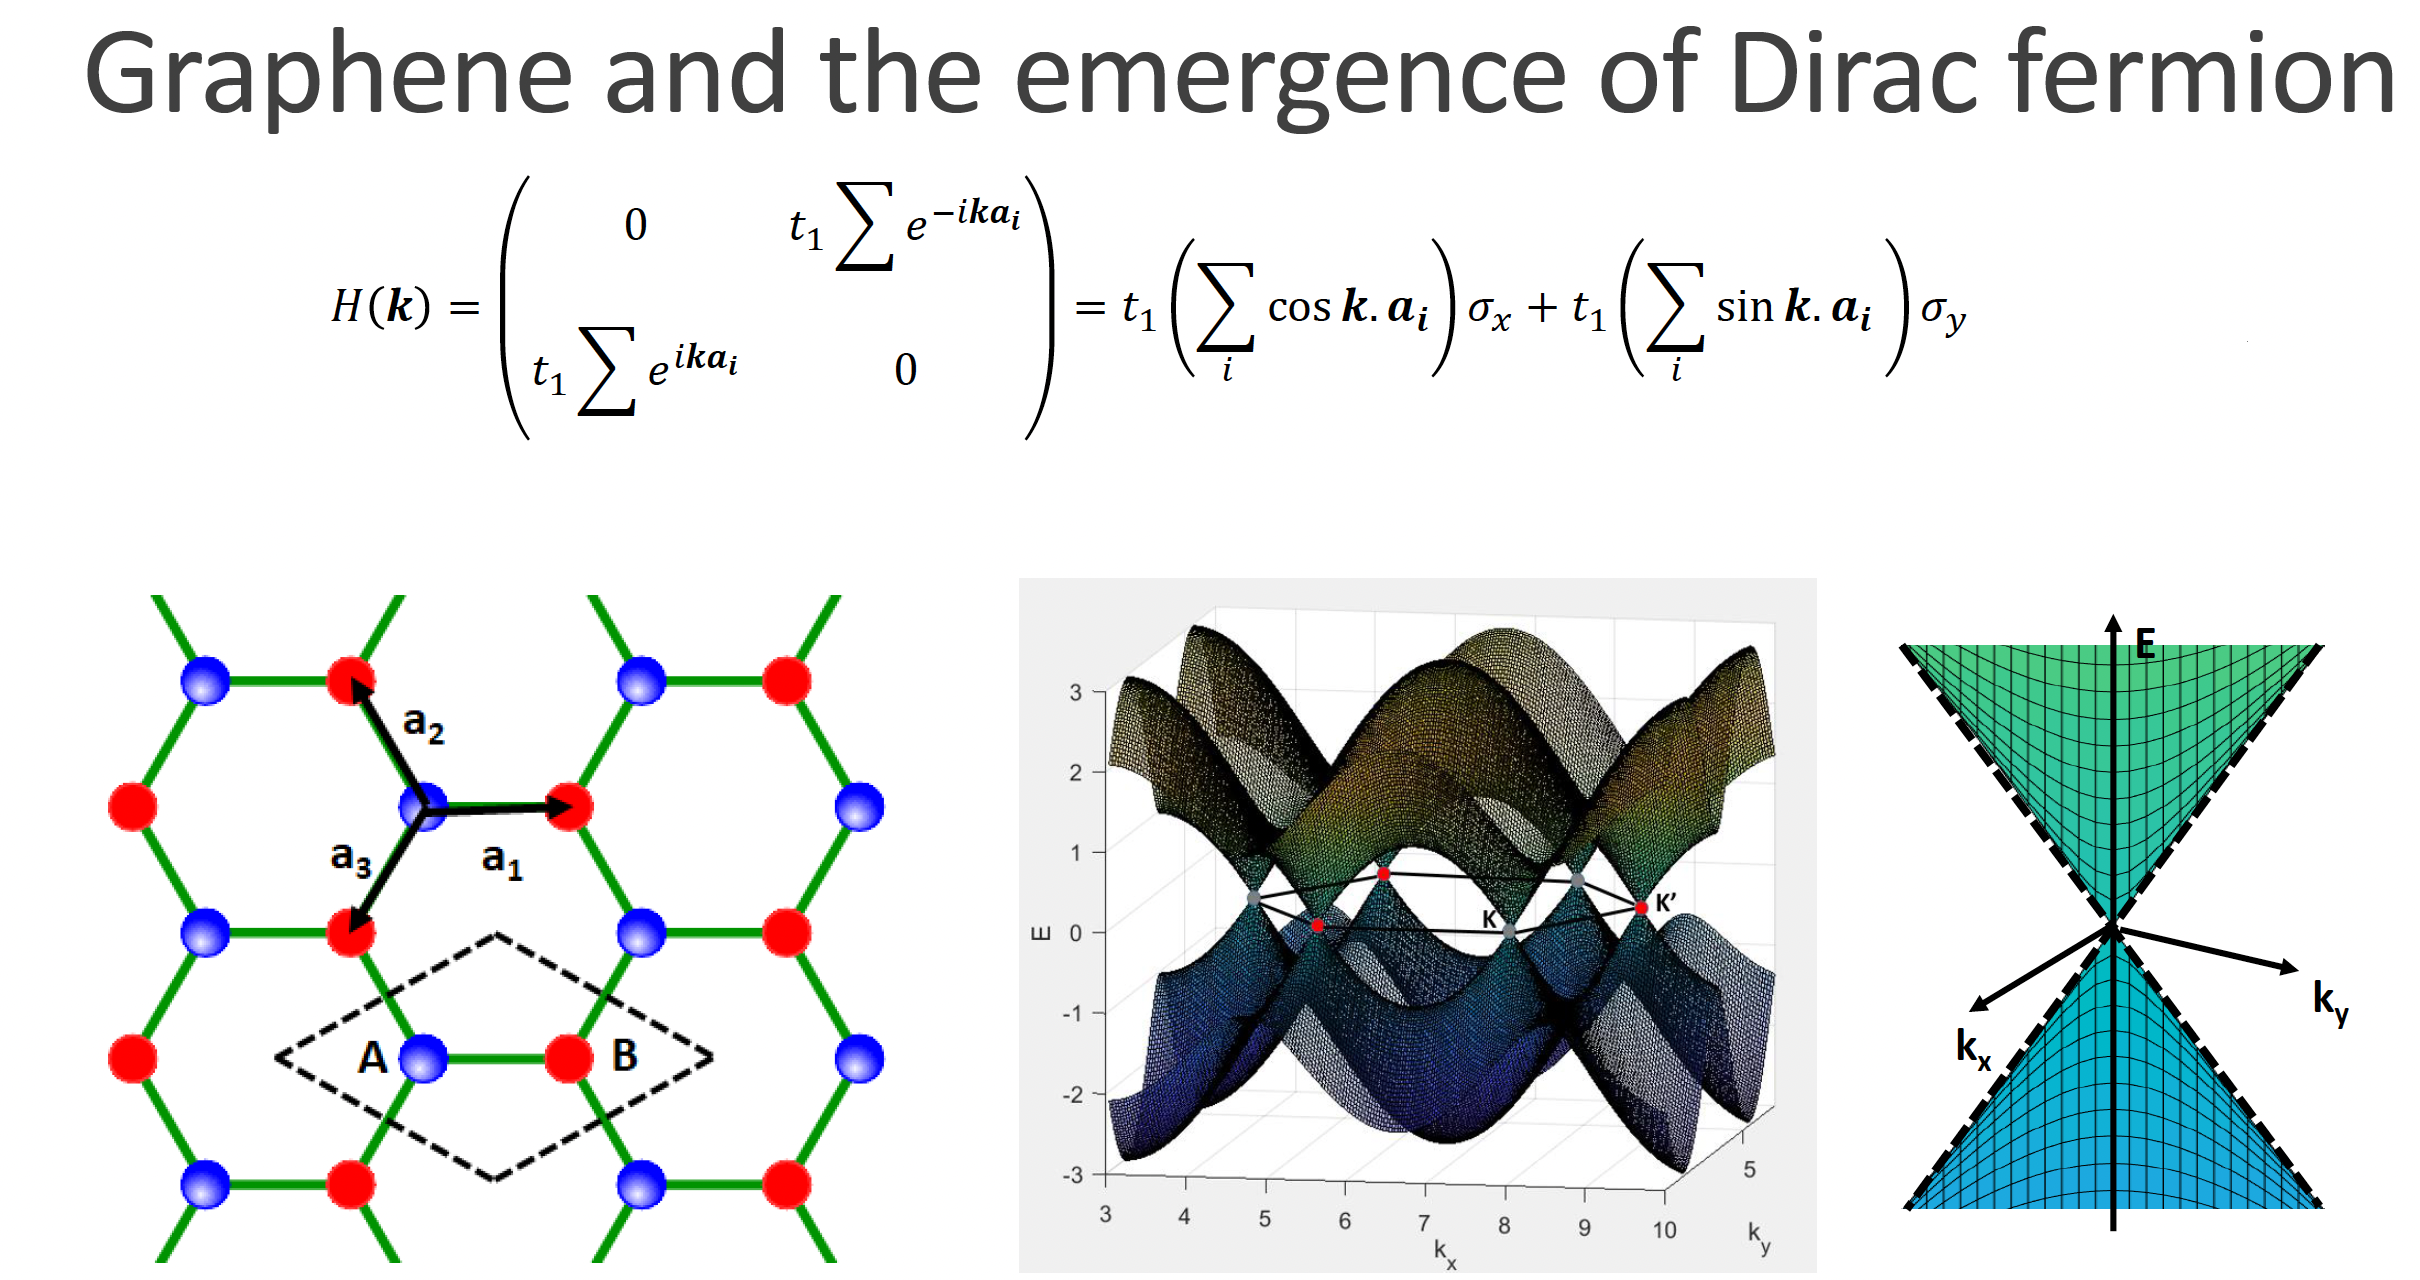 Graphene and the emergence of Dirac fermion
H(k) = ( 0 t₁ ∑ e^{−ika_i} ; t₁ ∑ e^{ika_i} 0 ) = t₁ ( ∑_i cos k. a_i ) σ_x + t₁ ( ∑_i sin k. a_i ) σ_y
a₂
a₃
a₁
A
B
E
3
2
1
0
-1
-2
-3
K
K’
3 4 5 6 7 8 9 10
k_x
5
k_y
E
k_x
k_y